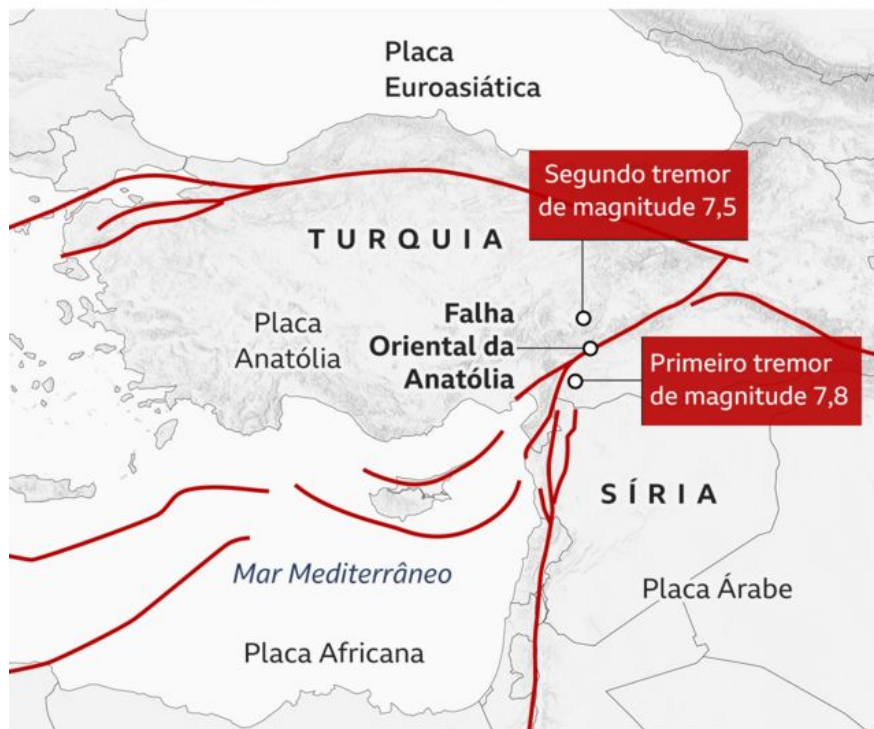 Placa
Euroasiática
Segundo tremor
de magnitude 7,5
TURQUIA
Falha
Oriental da
Anatólia
Placa
Anatólia
Primeiro tremor
de magnitude 7,8
SÍRIA
Mar Mediterrâneo
Placa Árabe
Placa Africana